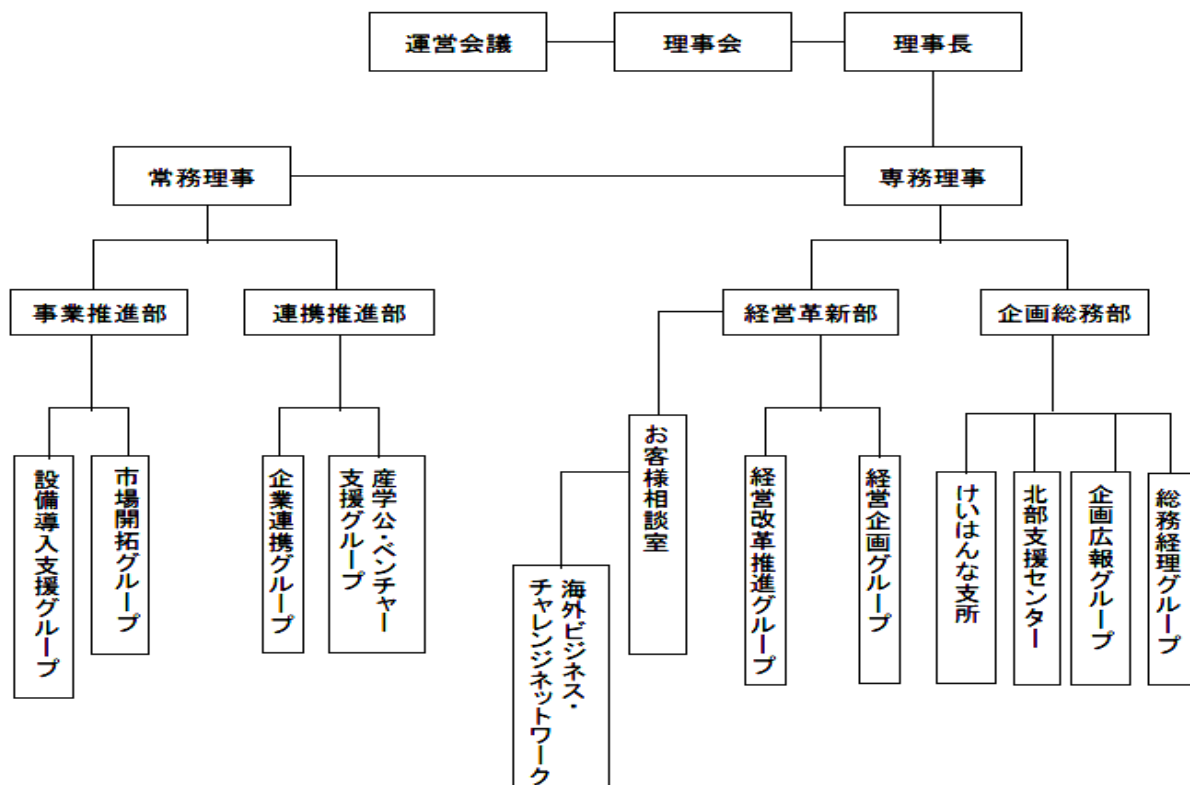 運営会議
理事会
理事長
常務理事
専務理事
事業推進部
連携推進部
経営革新部
企画総務部
設備導入支援グループ
市場開拓グループ
企業連携グループ
産学公・ベンチャー
支援グループ
海外ビジネス・
チャレンジネットワーク
お客様相談室
経営改革推進グループ
経営企画グループ
けいはんな支所
北部支援センター
企画広報グループ
総務経理グループ